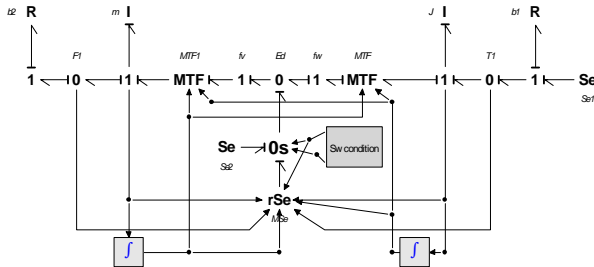 b2 R m I J I b1 R
F1 MTF1 fv Ed fw MTF T1
1 0 1 MTF 1 0 1 MTF 1 0 1 Se
Se1
Se 0s Sw condition
Se2
rSe
MSe
∫ ∫